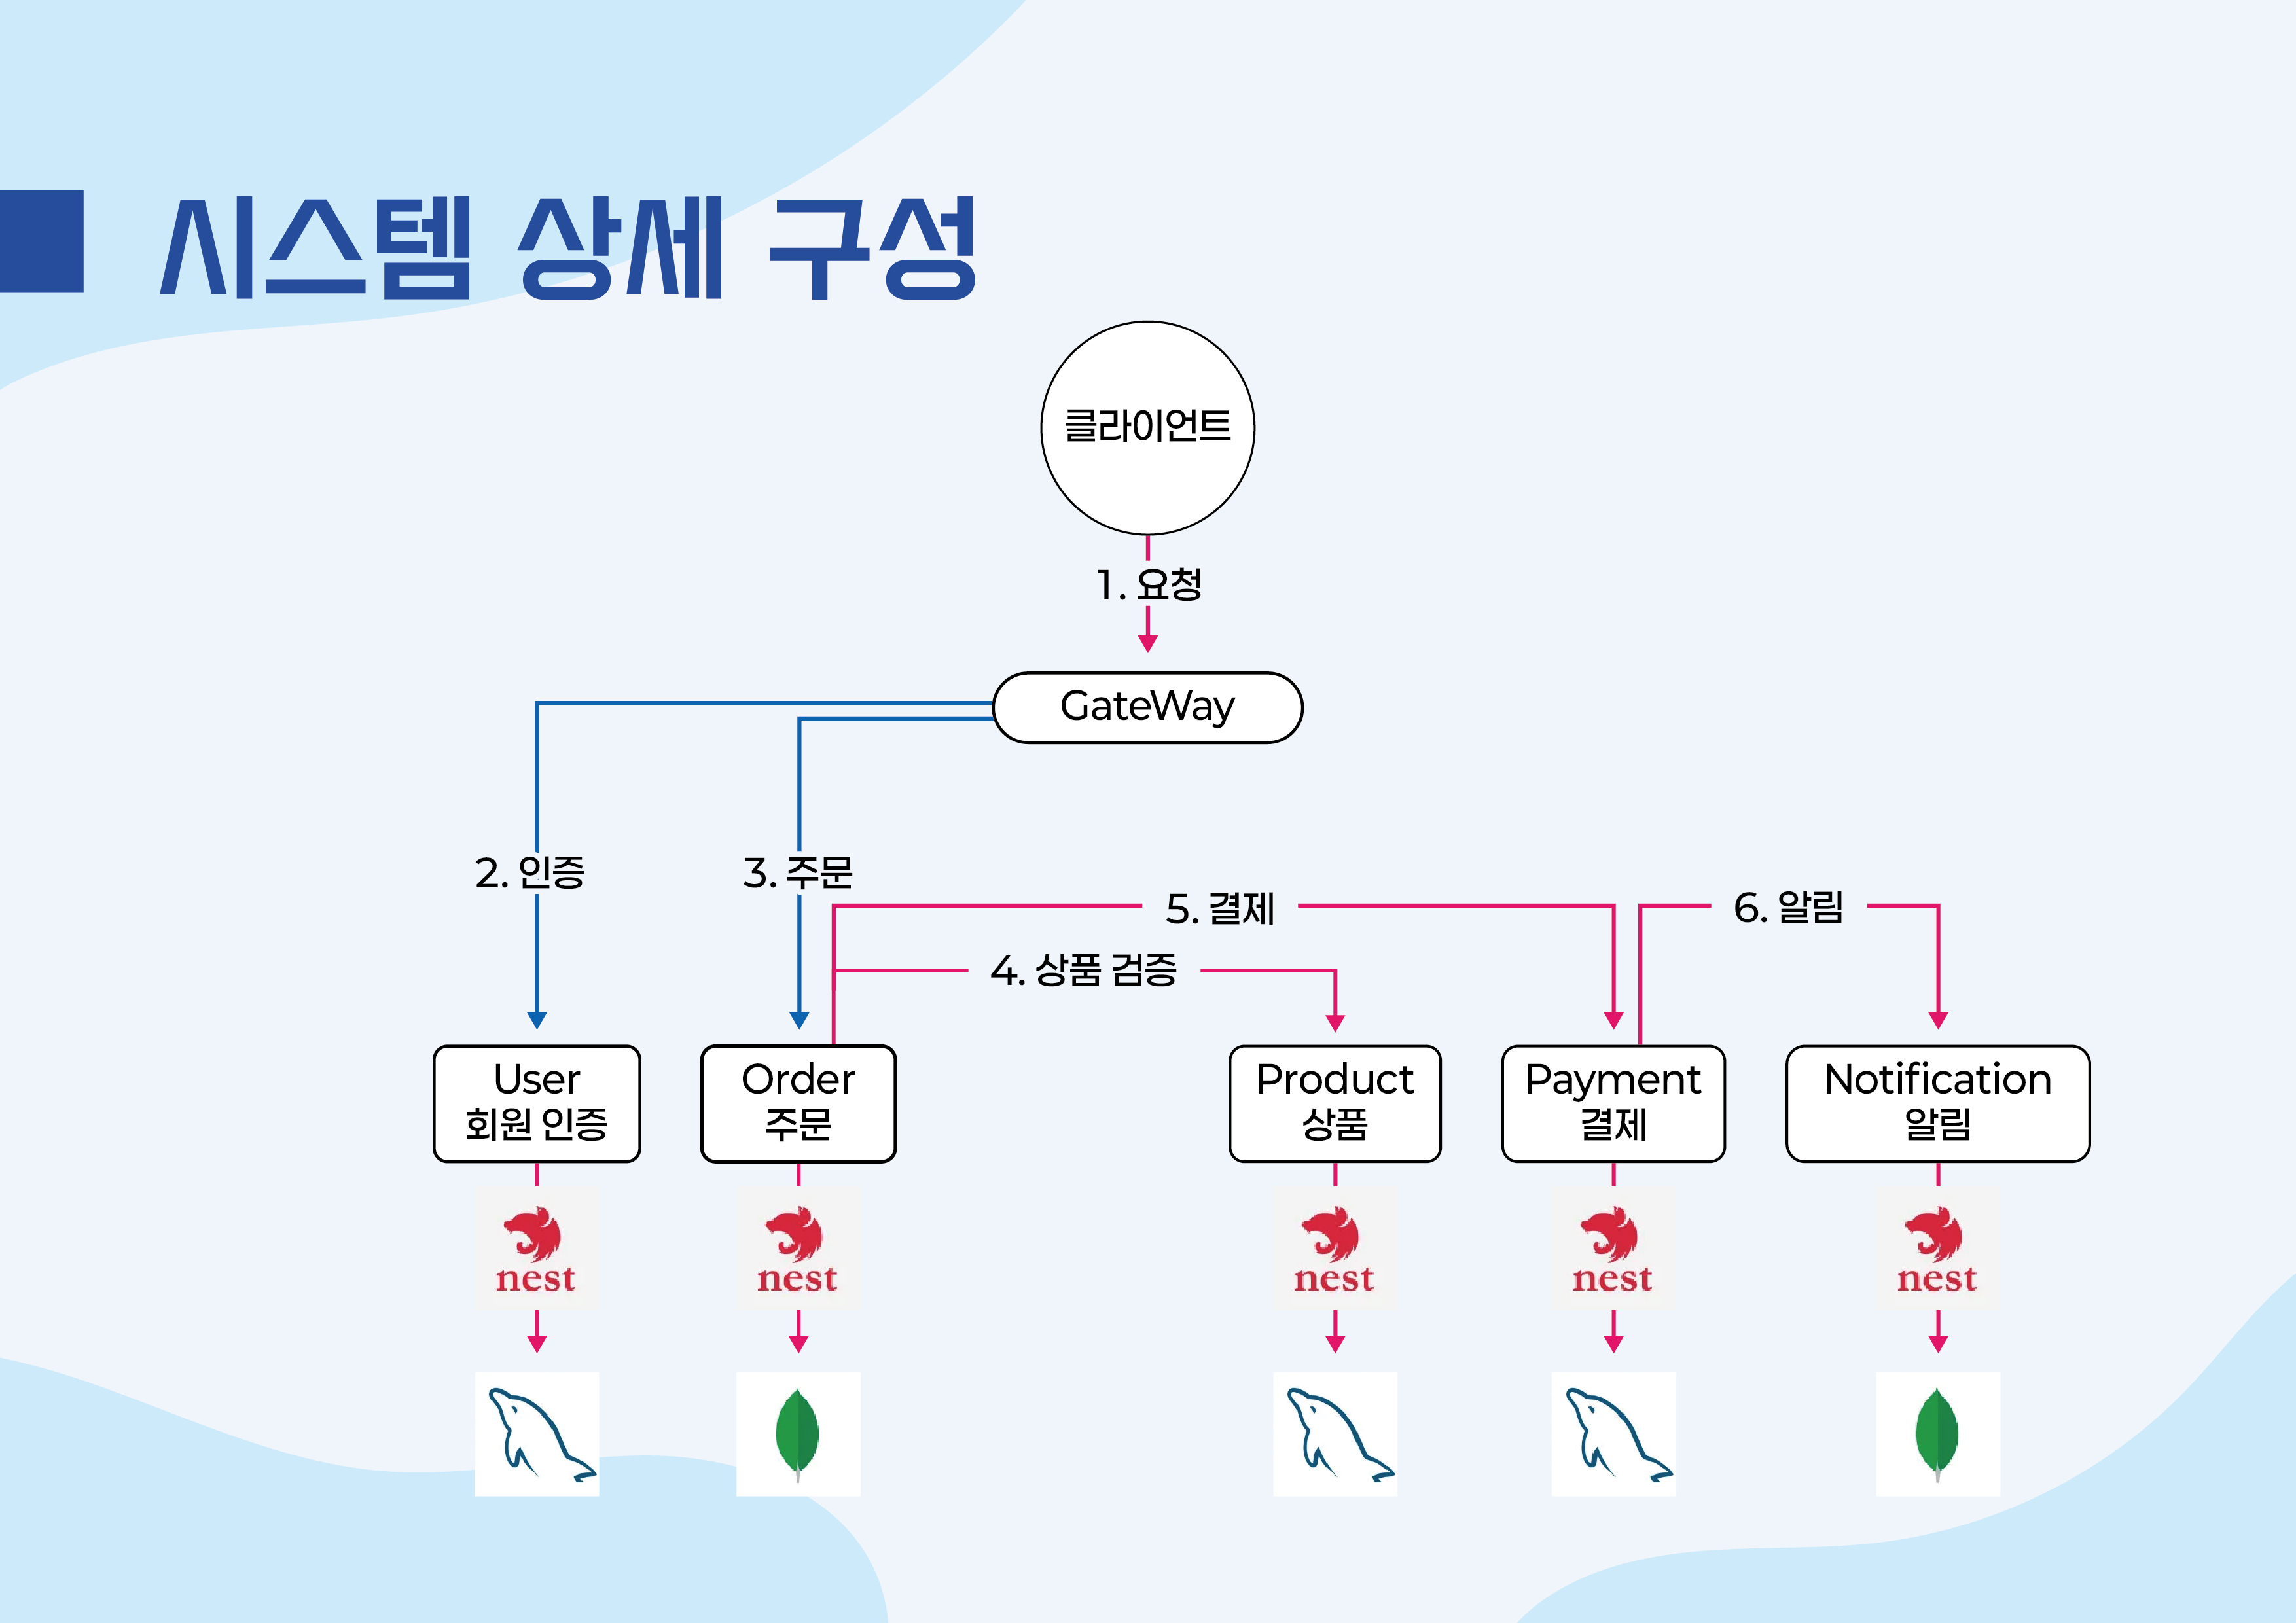 시스템 상세 구성
클라이언트
1. 요청
GateWay
2. 인증
3. 주문
5. 결제
6. 알림
4. 상품 검증
User
회원 인증
Order
주문
Product
상품
Payment
결제
Notification
알림
nest
nest
nest
nest
nest